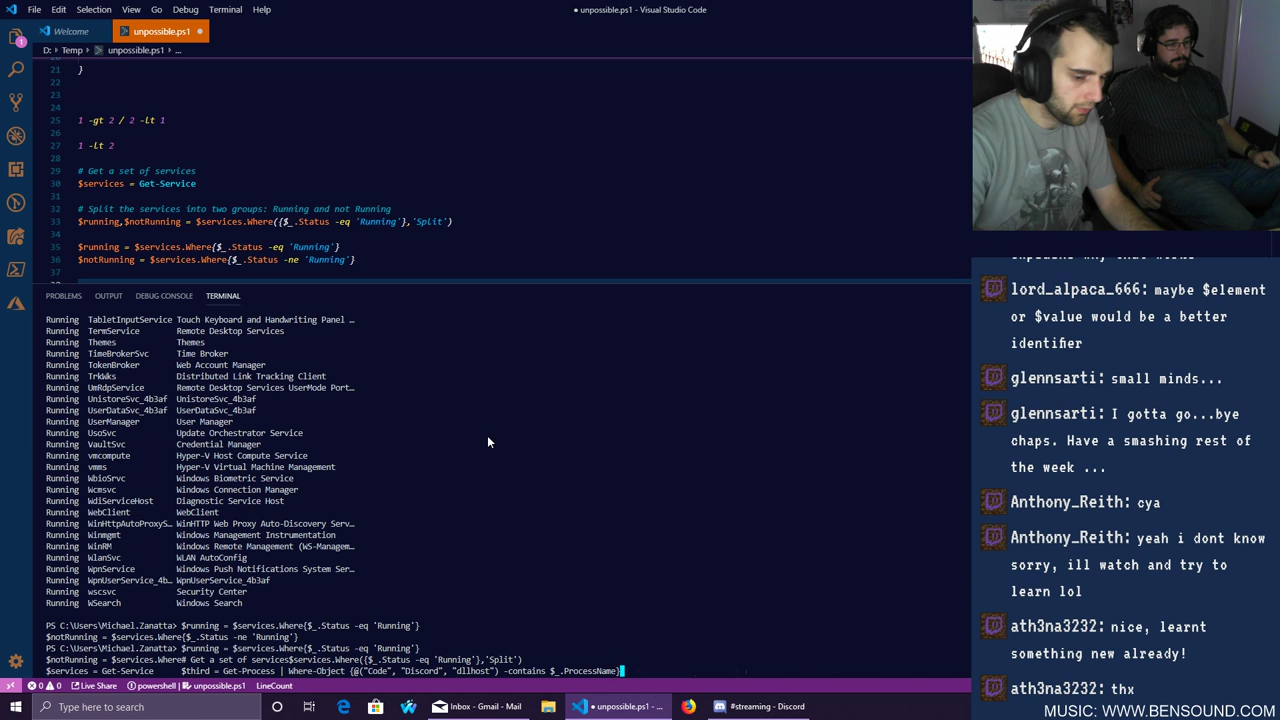 File Edit Selection View Go Debug Terminal Help
● unpossible.ps1 - Visual Studio Code
Welcome
unpossible.ps1 ●
D: > Temp > unpossible.ps1 > ...
21 }
22
23
24
25 1 -gt 2 / 2 -lt 1
26
27 1 -lt 2
28
29 # Get a set of services
30 $services = Get-Service
31
32 # Split the services into two groups: Running and not Running
33 $running,$notRunning = $services.Where({$_.Status -eq 'Running'},'Split')
34
35 $running = $services.Where{$_.Status -eq 'Running'}
36 $notRunning = $services.Where{$_.Status -ne 'Running'}
37
PROBLEMS OUTPUT DEBUG CONSOLE TERMINAL
Running TabletInputService Touch Keyboard and Handwriting Panel …
Running TermService Remote Desktop Services
Running Themes Themes
Running TimeBrokerSvc Time Broker
Running TokenBroker Web Account Manager
Running TrkWks Distributed Link Tracking Client
Running UmRdpService Remote Desktop Services UserMode Port…
Running UnistoreSvc_4b3af UnistoreSvc_4b3af
Running UserDataSvc_4b3af UserDataSvc_4b3af
Running UserManager User Manager
Running UsoSvc Update Orchestrator Service
Running VaultSvc Credential Manager
Running vmcompute Hyper-V Host Compute Service
Running vmms Hyper-V Virtual Machine Management
Running WbioSrvc Windows Biometric Service
Running Wcmsvc Windows Connection Manager
Running WdiServiceHost Diagnostic Service Host
Running WebClient WebClient
Running WinHttpAutoProxyS… WinHTTP Web Proxy Auto-Discovery Serv…
Running Winmgmt Windows Management Instrumentation
Running WinRM Windows Remote Management (WS-Managem…
Running WlanSvc WLAN AutoConfig
Running WpnService Windows Push Notifications System Ser…
Running WpnUserService_4b… WpnUserService_4b3af
Running wscsvc Security Center
Running WSearch Windows Search
PS C:\Users\Michael.Zanatta> $running = $services.Where{$_.Status -eq 'Running'}
$notRunning = $services.Where{$_.Status -ne 'Running'}
PS C:\Users\Michael.Zanatta> $running = $services.Where{$_.Status -eq 'Running'}
$notRunning = $services.Where# Get a set of services$services.Where({$_.Status -eq 'Running'},'Split')
$services = Get-Service $third = Get-Process | Where-Object {@("Code", "Discord", "dllhost") -contains $_.ProcessName}
0 0 Live Share powershell | unpossible.ps1 LineCount
Type here to search
Inbox - Gmail - Mail
● unpossible.ps1 - ...
#streaming - Discord
lord_alpaca_666: maybe $element
or $value would be a better
identifier
glennsarti: small minds...
glennsarti: I gotta go...bye
chaps. Have a smashing rest of
the week ...
Anthony_Reith: cya
Anthony_Reith: yeah i dont know
sorry, ill watch and try to
learn lol
ath3na3232: nice, learnt
something new already!
ath3na3232: thx
MUSIC: WWW.BENSOUND.COM